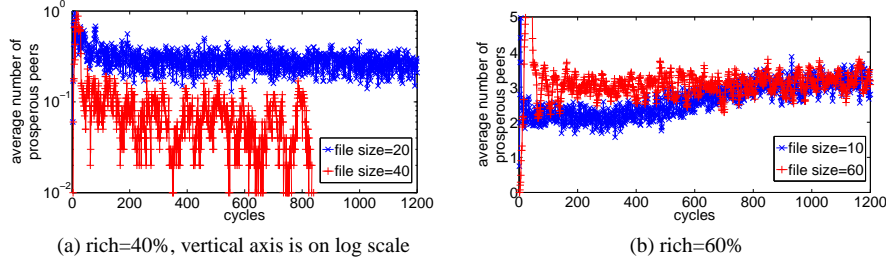 10^0
10^-1
10^-2
average number of
prosperous peers
file size=20
file size=40
0 200 400 600 800 1000 1200
cycles
(a) rich=40%, vertical axis is on log scale
5
4
3
2
1
0
average number of
prosperous peers
file size=10
file size=60
0 200 400 600 800 1000 1200
cycles
(b) rich=60%